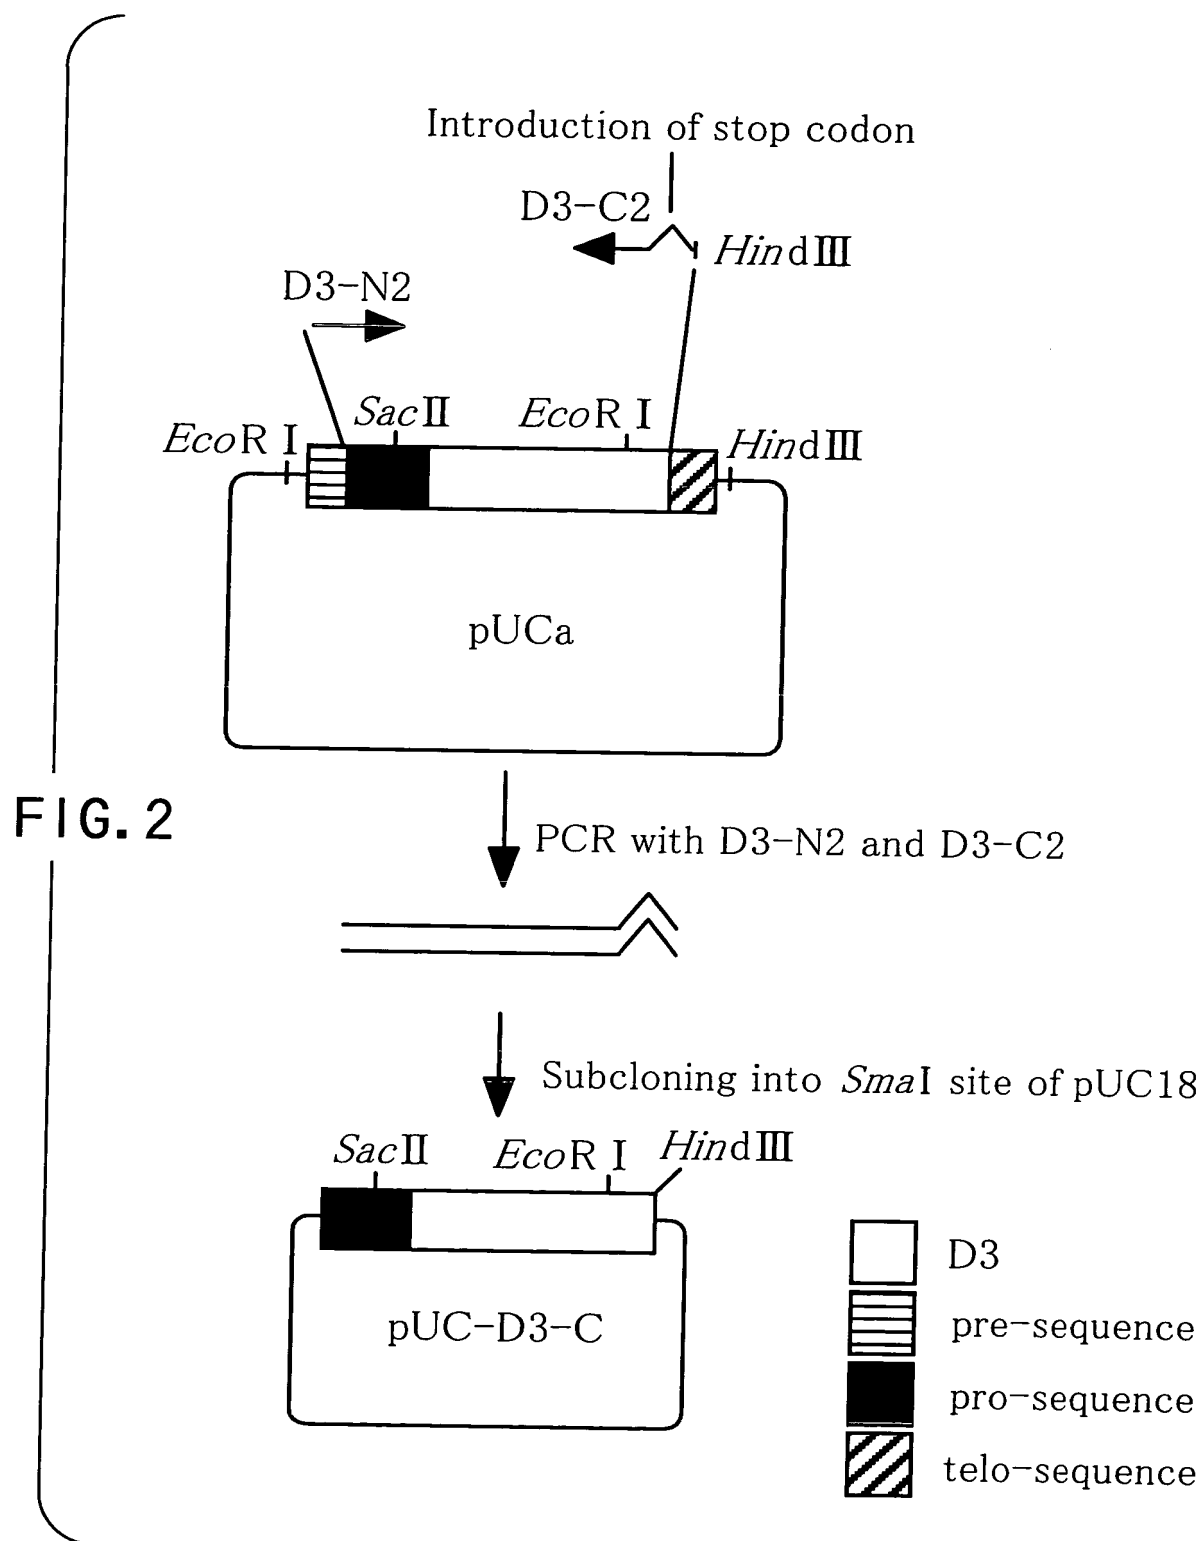 Introduction of stop codon
D3-C2
HindⅢ
D3-N2
EcoRⅠ
SacⅡ
EcoRⅠ
HindⅢ
pUCa
FIG. 2
PCR with D3-N2 and D3-C2
Subcloning into SmaⅠ site of pUC18
SacⅡ
EcoRⅠ
HindⅢ
pUC-D3-C
D3
pre-sequence
pro-sequence
telo-sequence